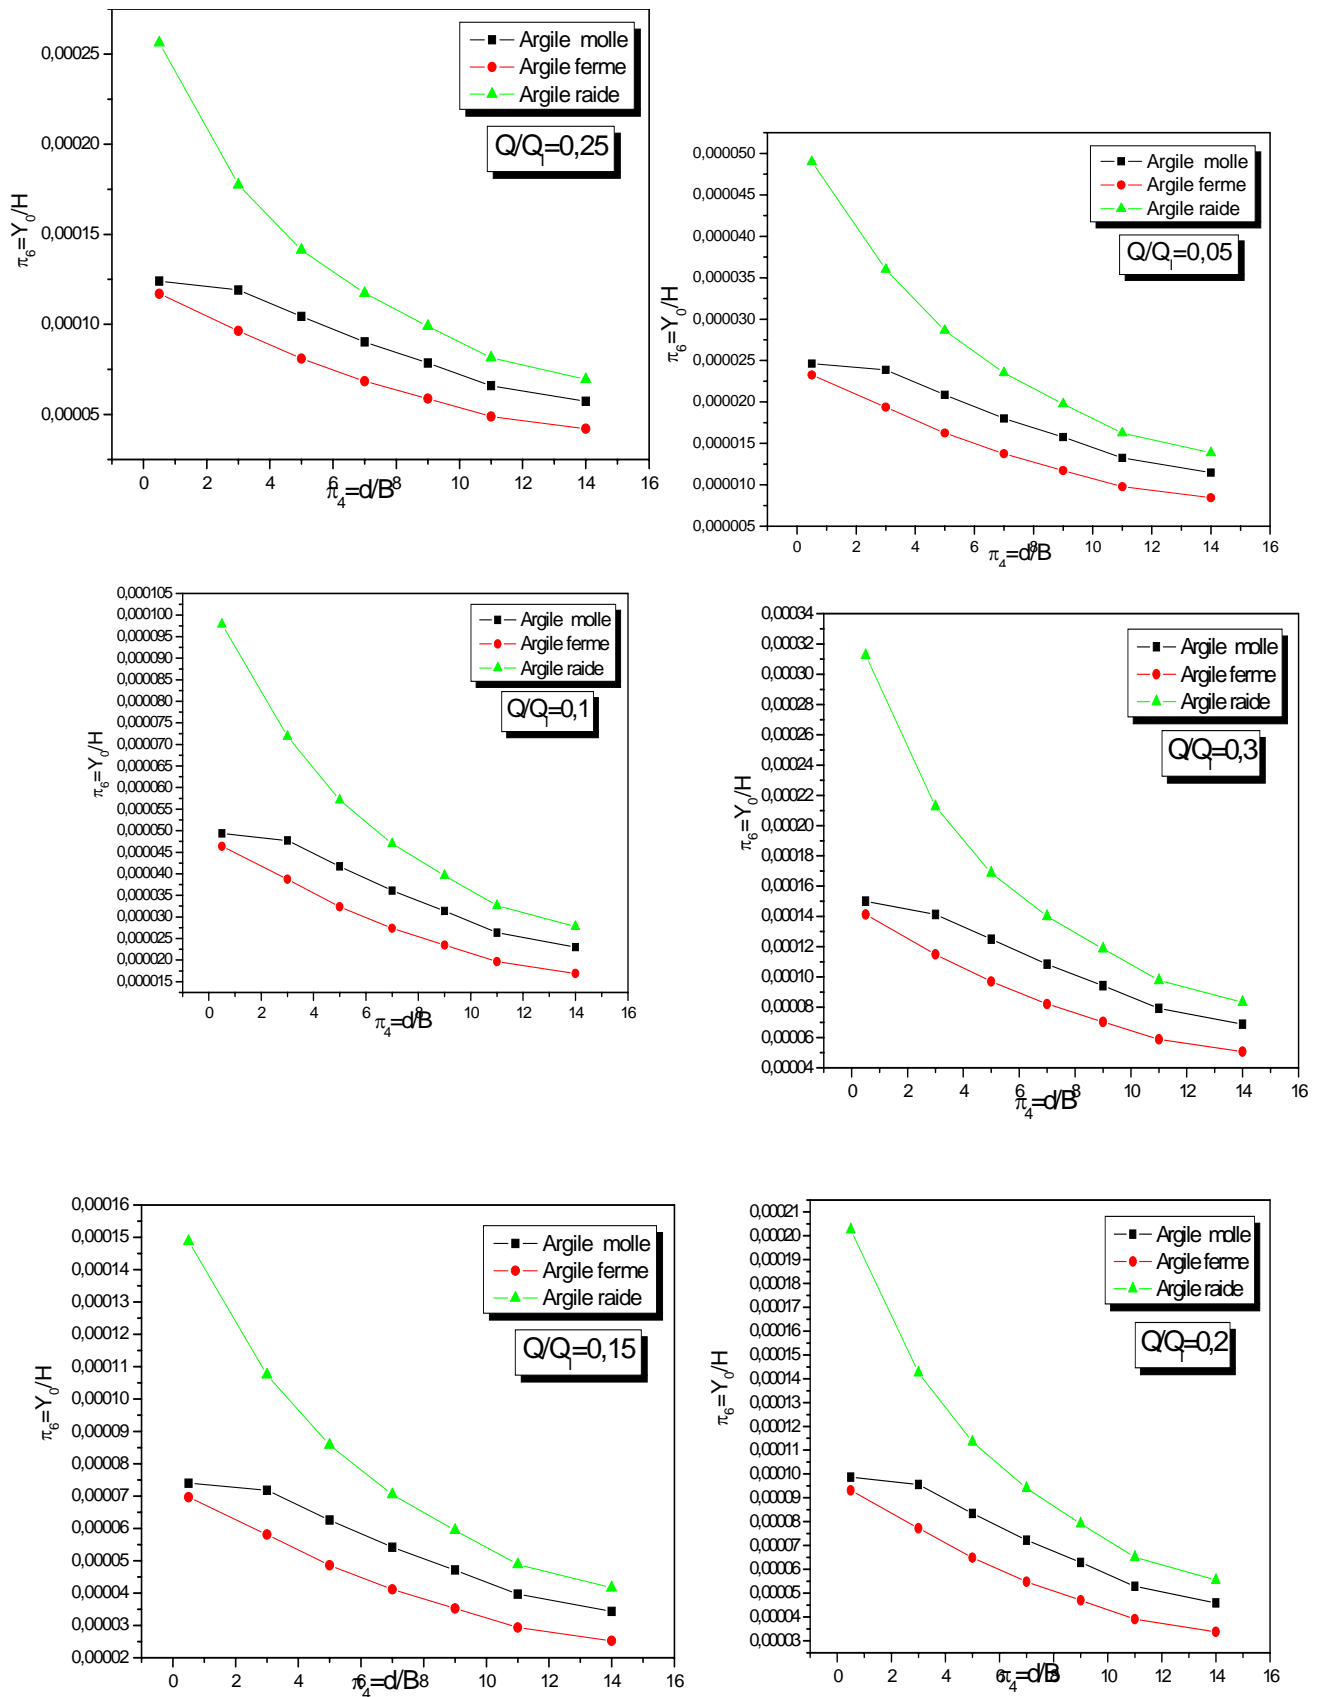 Argile molle
Argile ferme
Argile raide
Q/Ql=0,25
0,00025
0,00020
0,00015
0,00010
0,00005
π6=Y0/H
0 2 4 6 8 10 12 14 16
π4=d/B
Argile molle
Argile ferme
Argile raide
Q/Ql=0,05
0,000050
0,000045
0,000040
0,000035
0,000030
0,000025
0,000020
0,000015
0,000010
0,000005
π6=Y0/H
0 2 4 6 8 10 12 14 16
π4=d/B
Argile molle
Argile ferme
Argile raide
Q/Ql=0,1
0,000105
0,000100
0,000095
0,000090
0,000085
0,000080
0,000075
0,000070
0,000065
0,000060
0,000055
0,000050
0,000045
0,000040
0,000035
0,000030
0,000025
0,000020
0,000015
π6=Y0/H
0 2 4 6 8 10 12 14 16
π4=d/B
Argile molle
Argile ferme
Argile raide
Q/Ql=0,3
0,00034
0,00032
0,00030
0,00028
0,00026
0,00024
0,00022
0,00020
0,00018
0,00016
0,00014
0,00012
0,00010
0,00008
0,00006
0,00004
π6=Y0/H
0 2 4 6 8 10 12 14 16
π4=d/B
Argile molle
Argile ferme
Argile raide
Q/Ql=0,15
0,00016
0,00015
0,00014
0,00013
0,00012
0,00011
0,00010
0,00009
0,00008
0,00007
0,00006
0,00005
0,00004
0,00003
0,00002
π6=Y0/H
0 2 4 6 8 10 12 14 16
π4=d/B
Argile molle
Argile ferme
Argile raide
Q/Ql=0,2
0,00021
0,00020
0,00019
0,00018
0,00017
0,00016
0,00015
0,00014
0,00013
0,00012
0,00011
0,00010
0,00009
0,00008
0,00007
0,00006
0,00005
0,00004
0,00003
π6=Y0/H
0 2 4 6 8 10 12 14 16
π4=d/B